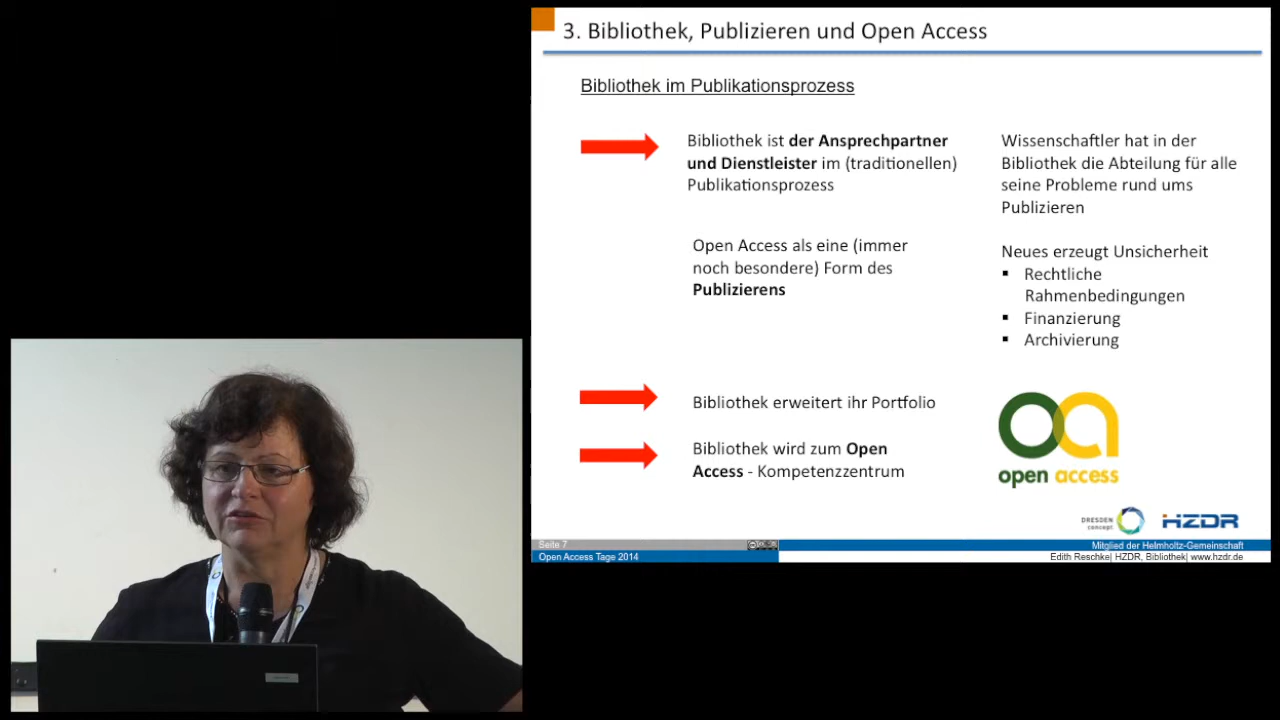 3. Bibliothek, Publizieren und Open Access
Bibliothek im Publikationsprozess
Bibliothek ist der Ansprechpartner
und Dienstleister im (traditionellen)
Publikationsprozess
Wissenschaftler hat in der
Bibliothek die Abteilung für alle
seine Probleme rund ums
Publizieren
Open Access als eine (immer
noch besondere) Form des
Publizierens
Neues erzeugt Unsicherheit
▪ Rechtliche
Rahmenbedingungen
▪ Finanzierung
▪ Archivierung
Bibliothek erweitert ihr Portfolio
Bibliothek wird zum Open
Access - Kompetenzzentrum
oa
open access
DRESDEN
concept
HZDR
Seite 7
Mitglied der Helmholtz-Gemeinschaft
Open Access Tage 2014
Edith Reschke| HZDR, Bibliothek| www.hzdr.de